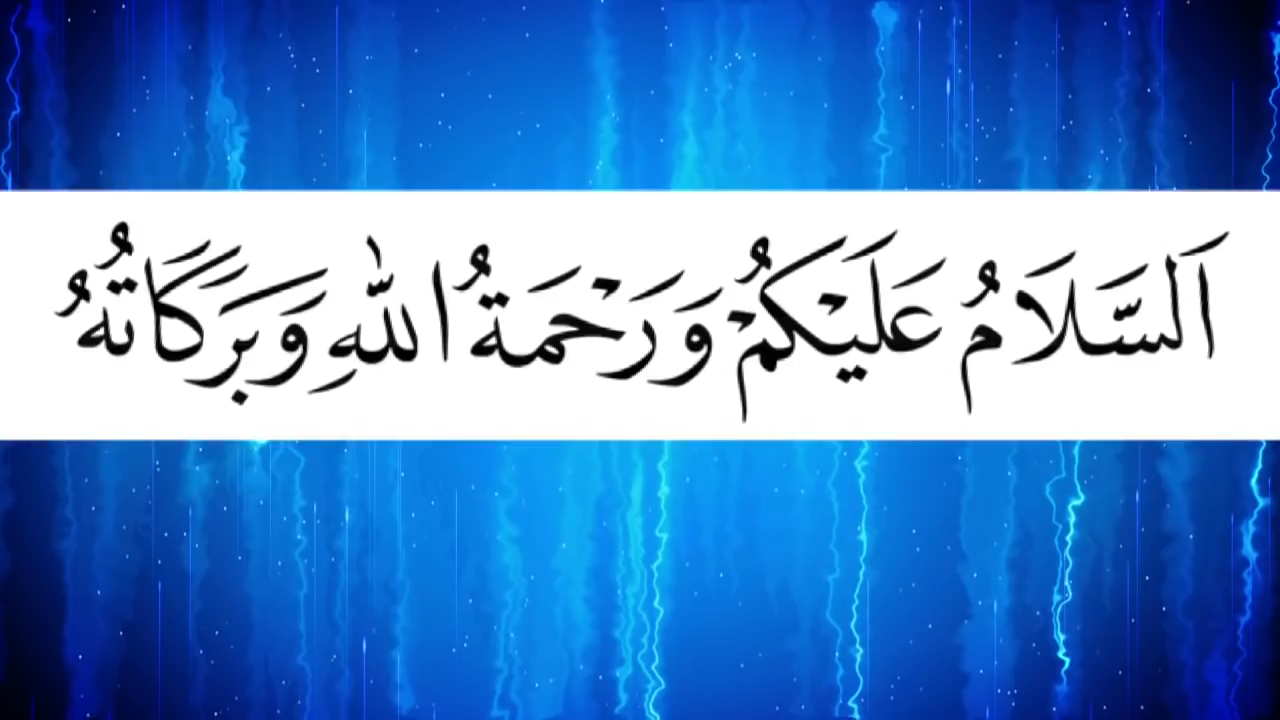 اَلسَّلَامُ عَلَيْكُمْ وَرَحْمَةُ اللّٰهِ وَبَرَكَاتُهُ